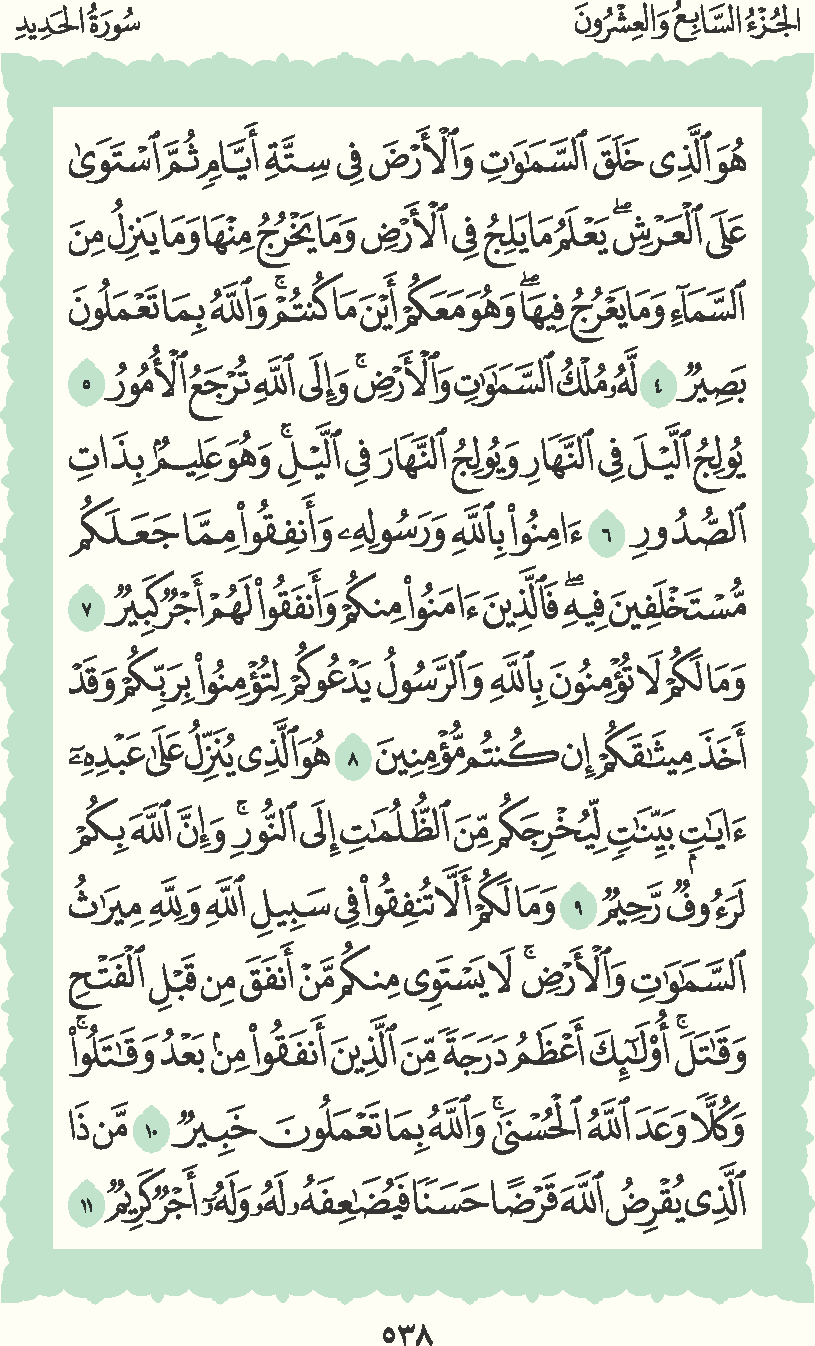 الجُزْءُ السَّابِعُ وَالعِشْرُونَ
سُورَةُ الحَدِيدِ
هُوَ ٱلَّذِى خَلَقَ ٱلسَّمَٰوَٰتِ وَٱلْأَرْضَ فِى سِتَّةِ أَيَّامٍ ثُمَّ ٱسْتَوَىٰ
عَلَى ٱلْعَرْشِ ۖ يَعْلَمُ مَا يَلِجُ فِى ٱلْأَرْضِ وَمَا يَخْرُجُ مِنْهَا وَمَا يَنزِلُ مِنَ
ٱلسَّمَآءِ وَمَا يَعْرُجُ فِيهَا ۖ وَهُوَ مَعَكُمْ أَيْنَ مَا كُنتُمْ ۚ وَٱللَّهُ بِمَا تَعْمَلُونَ
بَصِيرٌ ٤ لَّهُۥ مُلْكُ ٱلسَّمَٰوَٰتِ وَٱلْأَرْضِ ۚ وَإِلَى ٱللَّهِ تُرْجَعُ ٱلْأُمُورُ ٥
يُولِجُ ٱلَّيْلَ فِى ٱلنَّهَارِ وَيُولِجُ ٱلنَّهَارَ فِى ٱلَّيْلِ ۚ وَهُوَ عَلِيمٌۢ بِذَاتِ
ٱلصُّدُورِ ٦ ءَامِنُوا۟ بِٱللَّهِ وَرَسُولِهِۦ وَأَنفِقُوا۟ مِمَّا جَعَلَكُم
مُّسْتَخْلَفِينَ فِيهِ ۖ فَٱلَّذِينَ ءَامَنُوا۟ مِنكُمْ وَأَنفَقُوا۟ لَهُمْ أَجْرٌ كَبِيرٌ ٧
وَمَا لَكُمْ لَا تُؤْمِنُونَ بِٱللَّهِ وَٱلرَّسُولُ يَدْعُوكُمْ لِتُؤْمِنُوا۟ بِرَبِّكُمْ وَقَدْ
أَخَذَ مِيثَٰقَكُمْ إِن كُنتُم مُّؤْمِنِينَ ٨ هُوَ ٱلَّذِى يُنَزِّلُ عَلَىٰ عَبْدِهِۦٓ
ءَايَٰتٍۭ بَيِّنَٰتٍ لِّيُخْرِجَكُم مِّنَ ٱلظُّلُمَٰتِ إِلَى ٱلنُّورِ ۚ وَإِنَّ ٱللَّهَ بِكُمْ
لَرَءُوفٌ رَّحِيمٌ ٩ وَمَا لَكُمْ أَلَّا تُنفِقُوا۟ فِى سَبِيلِ ٱللَّهِ وَلِلَّهِ مِيرَٰثُ
ٱلسَّمَٰوَٰتِ وَٱلْأَرْضِ ۚ لَا يَسْتَوِى مِنكُم مَّنْ أَنفَقَ مِن قَبْلِ ٱلْفَتْحِ
وَقَٰتَلَ ۚ أُو۟لَٰٓئِكَ أَعْظَمُ دَرَجَةً مِّنَ ٱلَّذِينَ أَنفَقُوا۟ مِنۢ بَعْدُ وَقَٰتَلُوا۟ ۚ
وَكُلًّا وَعَدَ ٱللَّهُ ٱلْحُسْنَىٰ ۚ وَٱللَّهُ بِمَا تَعْمَلُونَ خَبِيرٌ ١٠ مَّن ذَا
ٱلَّذِى يُقْرِضُ ٱللَّهَ قَرْضًا حَسَنًا فَيُضَٰعِفَهُۥ لَهُۥ وَلَهُۥٓ أَجْرٌ كَرِيمٌ ١١
٥٣٨